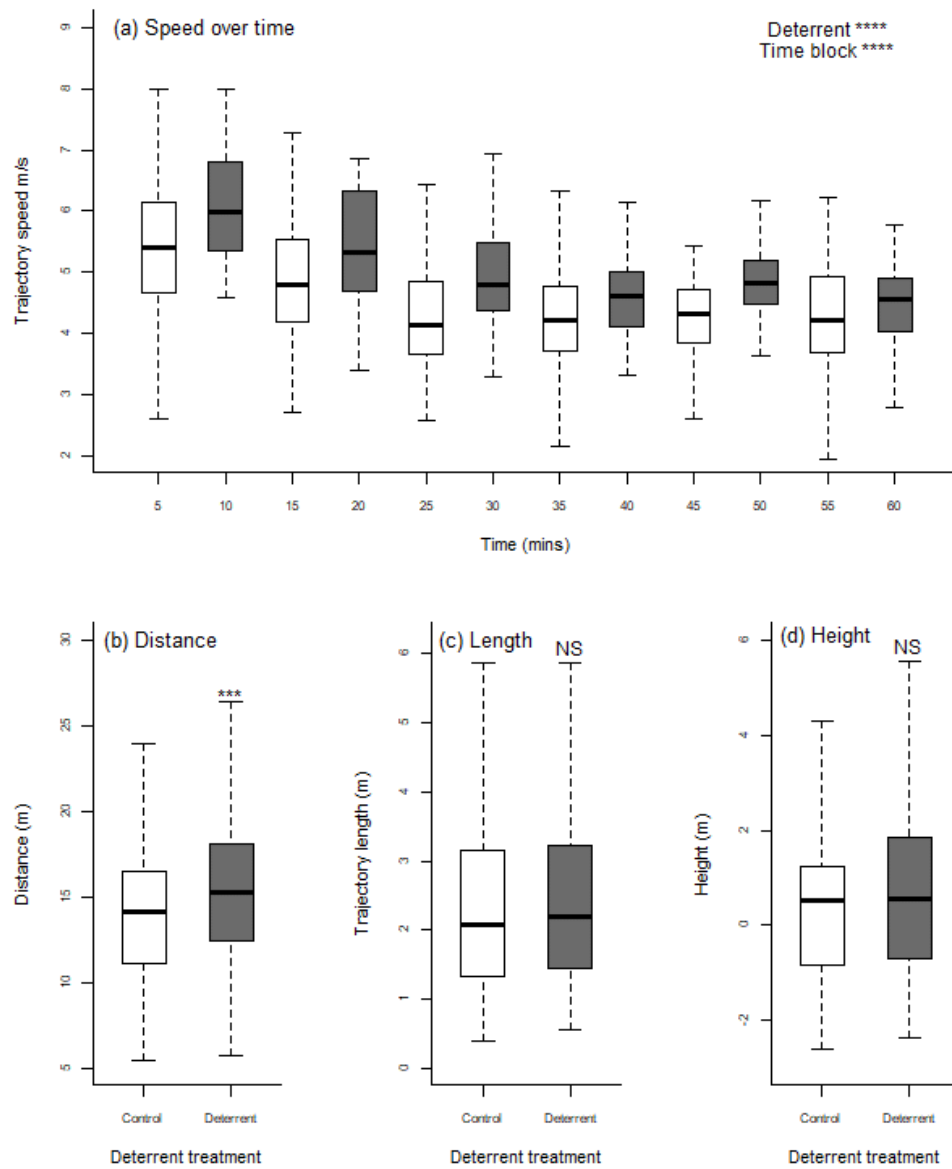 (a) Speed over time
Deterrent ****
Time block ****
Trajectory speed m/s
9
8
7
6
5
4
3
2
5 10 15 20 25 30 35 40 45 50 55 60
Time (mins)
(b) Distance
***
Distance (m)
30
25
20
15
10
5
Control Deterrent
Deterrent treatment
(c) Length
NS
Trajectory length (m)
6
5
4
3
2
1
0
Control Deterrent
Deterrent treatment
(d) Height
NS
Height (m)
6
4
2
0
-2
Control Deterrent
Deterrent treatment